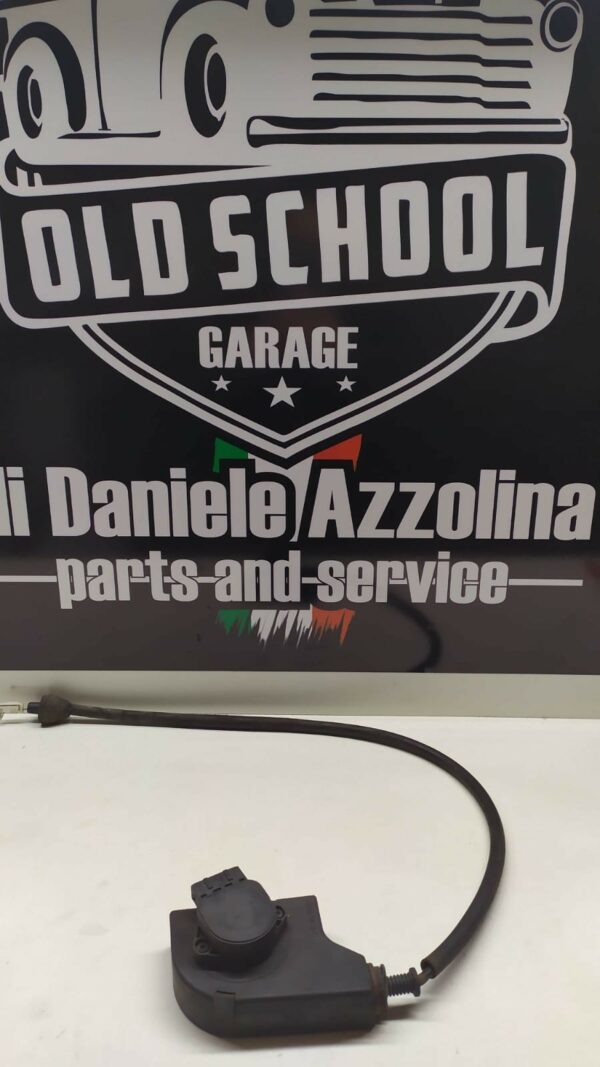 OLD SCHOOL
GARAGE
di Daniele Azzolina
parts and service